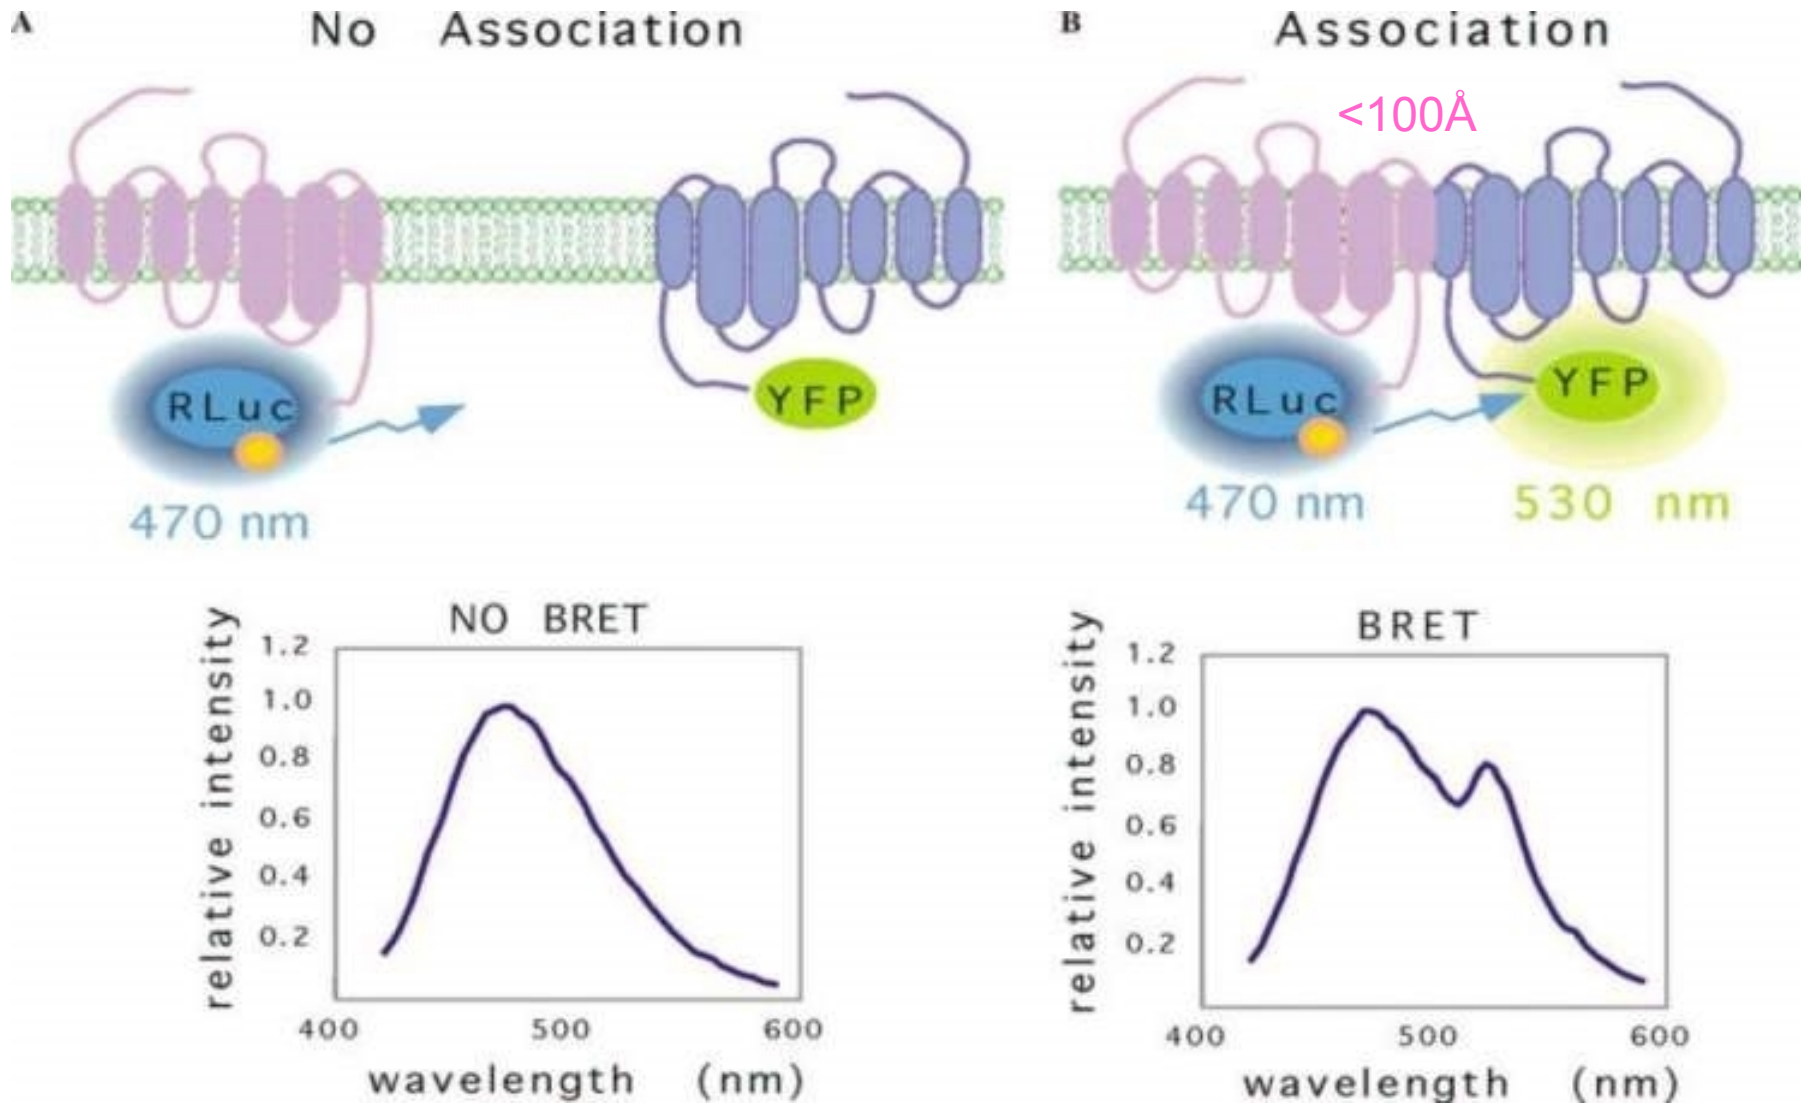 A
No Association
RLuc
YFP
470 nm
B
Association
<100Å
RLuc
YFP
470 nm
530 nm
NO BRET
relative intensity
1.2
1.0
0.8
0.6
0.4
0.2
400 500 600
wavelength (nm)
BRET
relative intensity
1.2
1.0
0.8
0.6
0.4
0.2
400 500 600
wavelength (nm)